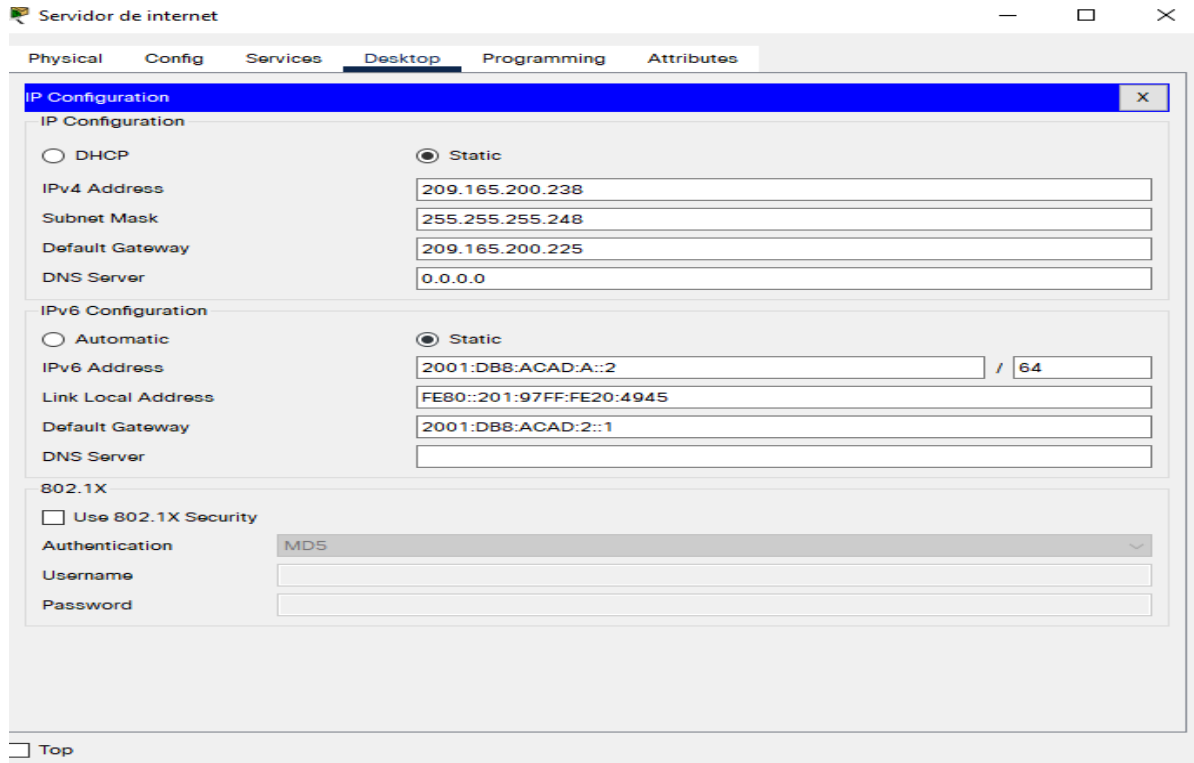 Servidor de internet
Physical Config Services Desktop Programming Attributes
IP Configuration X
IP Configuration
DHCP Static
IPv4 Address 209.165.200.238
Subnet Mask 255.255.255.248
Default Gateway 209.165.200.225
DNS Server 0.0.0.0
IPv6 Configuration
Automatic Static
IPv6 Address 2001:DB8:ACAD:A::2 / 64
Link Local Address FE80::201:97FF:FE20:4945
Default Gateway 2001:DB8:ACAD:2::1
DNS Server
802.1X
Use 802.1X Security
Authentication MD5
Username
Password
Top